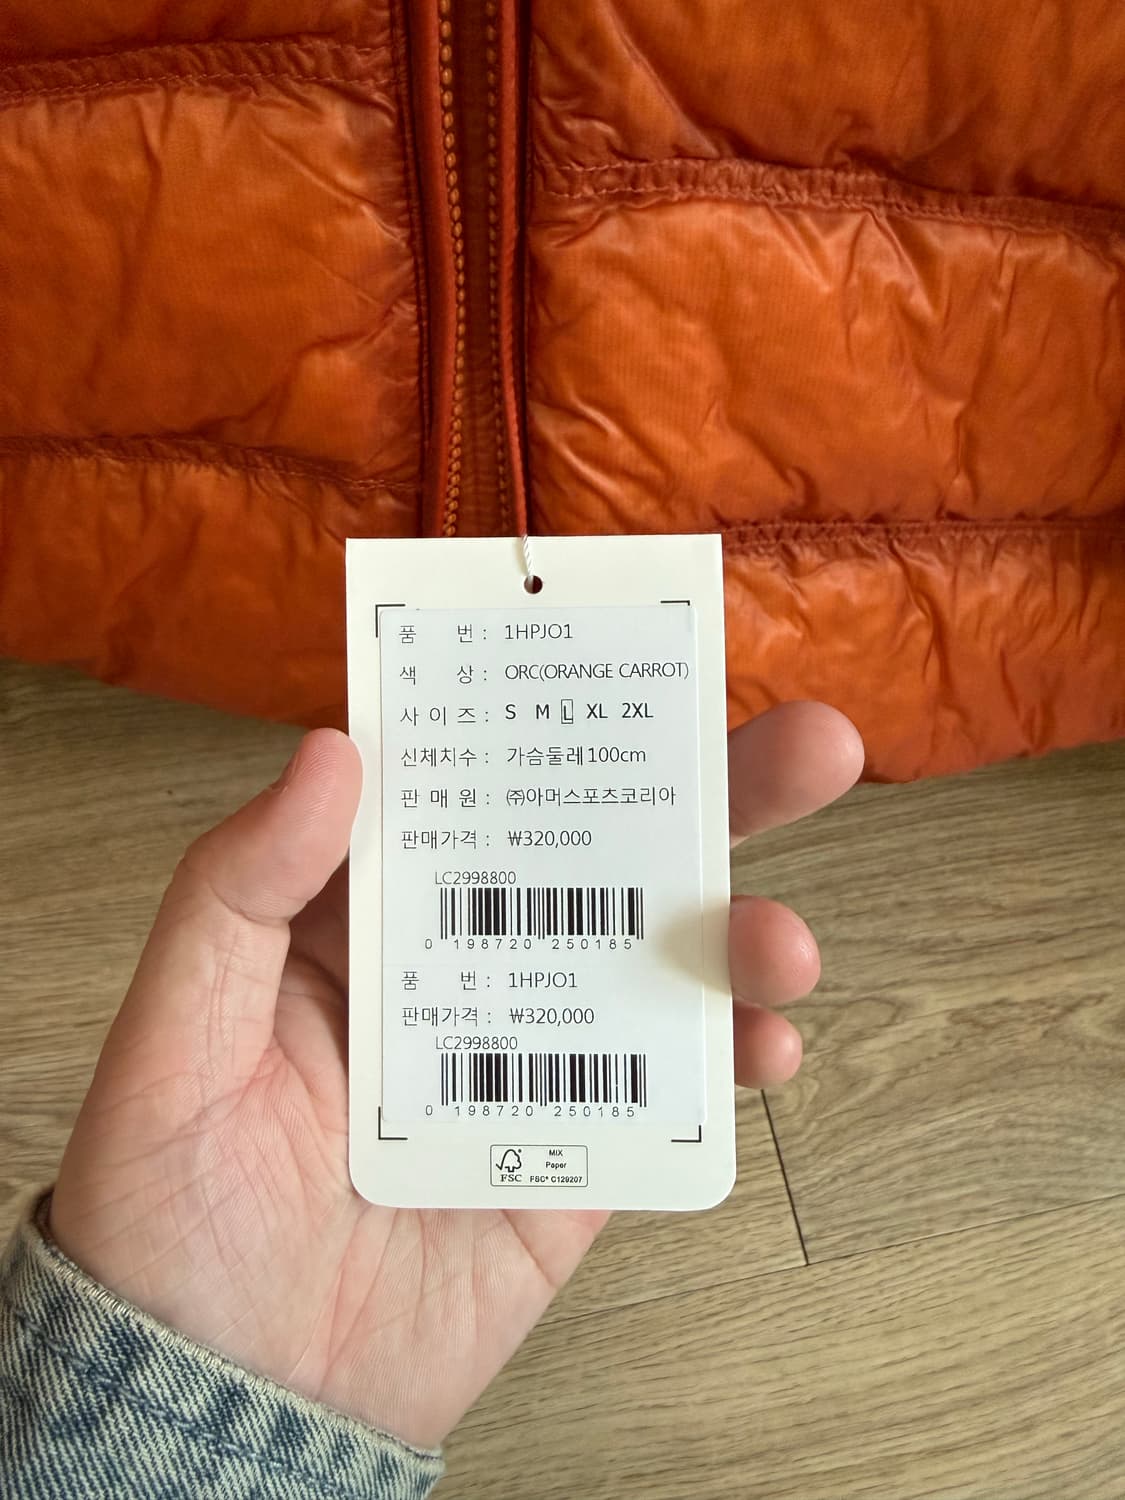 품 번 : 1HPJO1
색 상 : ORC(ORANGE CARROT)
사 이 즈 : S M L XL 2XL
신체치수 : 가슴둘레100cm
판 매 원 : ㈜아머스포츠코리아
판매가격 : ₩320,000
LC2998800
0 198720 250185
품 번 : 1HPJO1
판매가격 : ₩320,000
LC2998800
0 198720 250185
MIX
Paper
FSC FSC® C129207